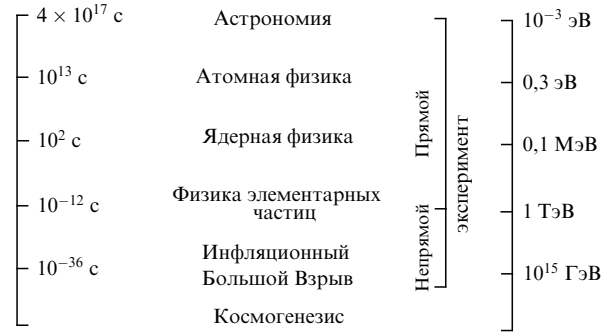 4 × 10¹⁷ с Астрономия 10⁻³ эВ
10¹³ с Атомная физика 0,3 эВ
Прямой
эксперимент
10² с Ядерная физика 0,1 МэВ
10⁻¹² с Физика элементарных
частиц 1 ТэВ
Непрямой
10⁻³⁶ с Инфляционный
Большой Взрыв 10¹⁵ ГэВ
Космогенезис